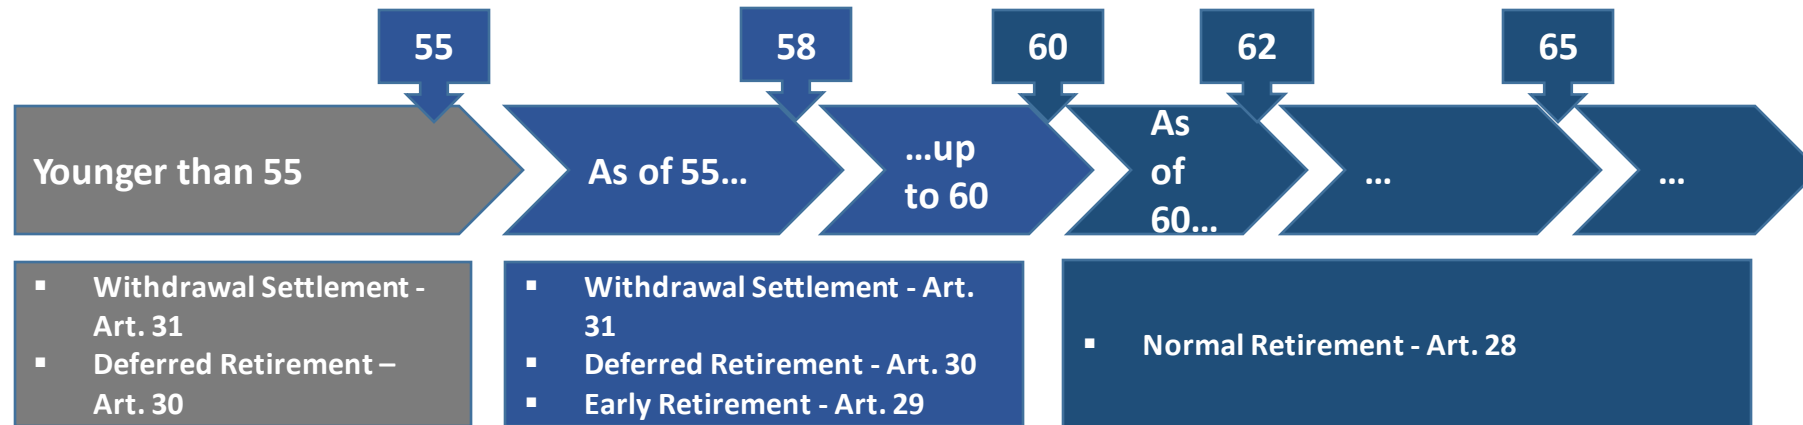 55
58
60
62
65
Younger than 55
As of 55...
...up
to 60
As
of
60...
...
...
▪ Withdrawal Settlement -
Art. 31
▪ Deferred Retirement –
Art. 30
▪ Withdrawal Settlement - Art.
31
▪ Deferred Retirement - Art. 30
▪ Early Retirement - Art. 29
▪ Normal Retirement - Art. 28